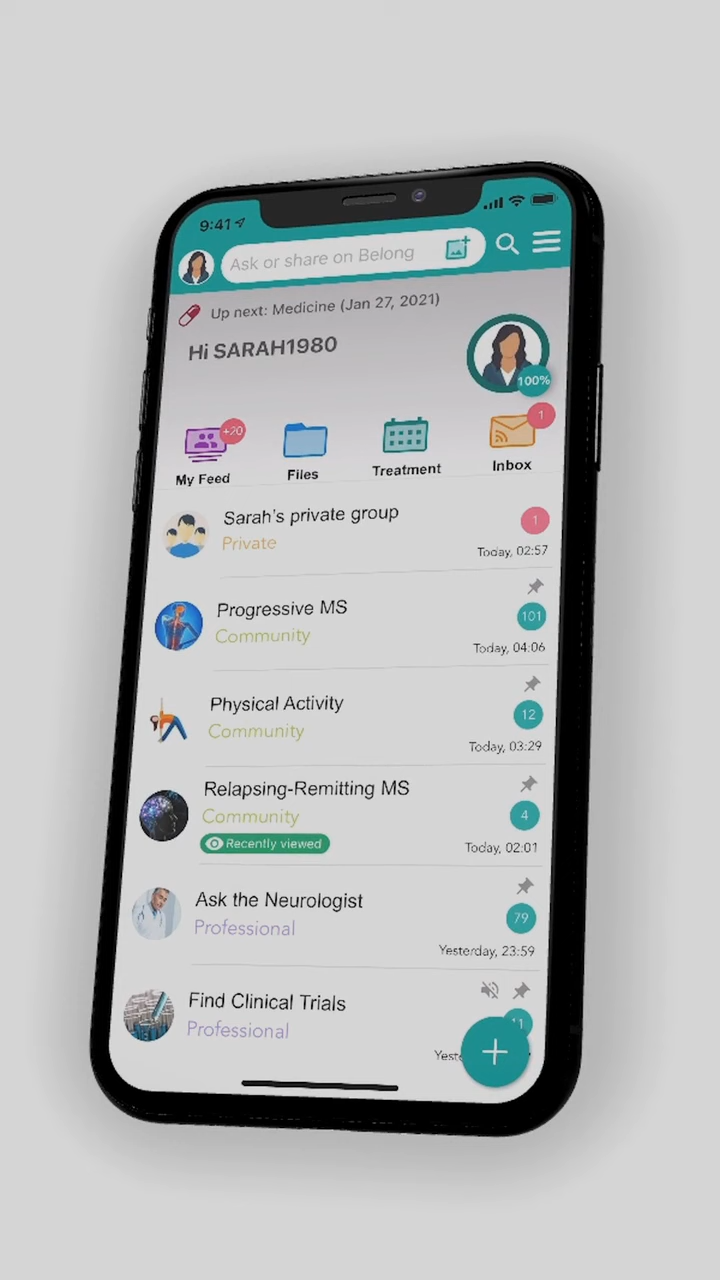 9:41
Ask or share on Belong
Up next: Medicine (Jan 27, 2021)
Hi SARAH1980
100%
+20
1
My Feed
Files
Treatment
Inbox
Sarah's private group
Private
1
Today, 02:57
Progressive MS
Community
101
Today, 04:06
Physical Activity
Community
12
Today, 03:29
Relapsing-Remitting MS
Community
Recently viewed
4
Today, 02:01
Ask the Neurologist
Professional
79
Yesterday, 23:59
Find Clinical Trials
Professional
11